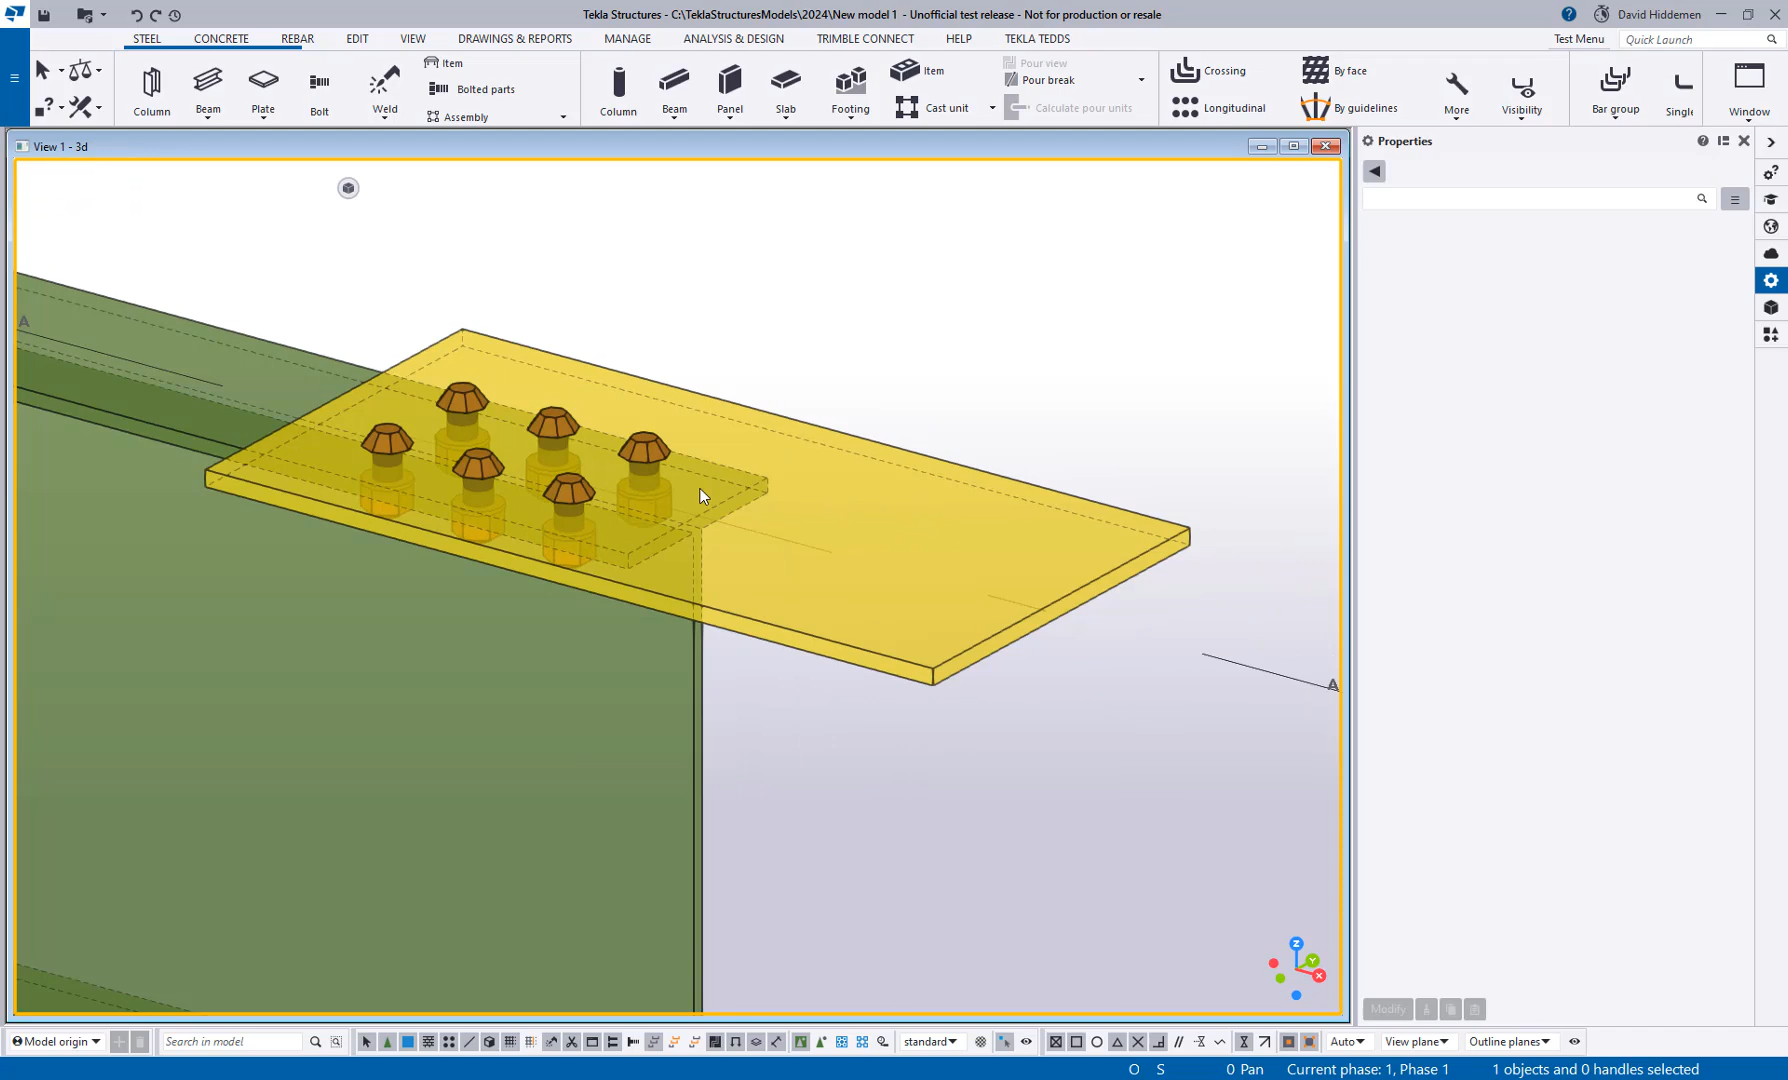 Tekla Structures - C:\TeklaStructuresModels\2024\New model 1 - Unofficial test release - Not for production or resale
David Hiddemen
STEEL CONCRETE REBAR EDIT VIEW DRAWINGS & REPORTS MANAGE ANALYSIS & DESIGN TRIMBLE CONNECT HELP TEKLA TEDDS
Test Menu
Quick Launch
Column
Beam
Plate
Bolt
Weld
Item
Bolted parts
Assembly
Column
Beam
Panel
Slab
Footing
Item
Cast unit
Pour view
Pour break
Calculate pour units
Crossing
Longitudinal
By face
By guidelines
More
Visibility
Bar group
Single
Window
View 1 - 3d
Properties
A
A
Z
Y
X
Modify
Model origin
Search in model
standard
Auto
View plane
Outline planes
O S 0 Pan Current phase: 1, Phase 1 1 objects and 0 handles selected